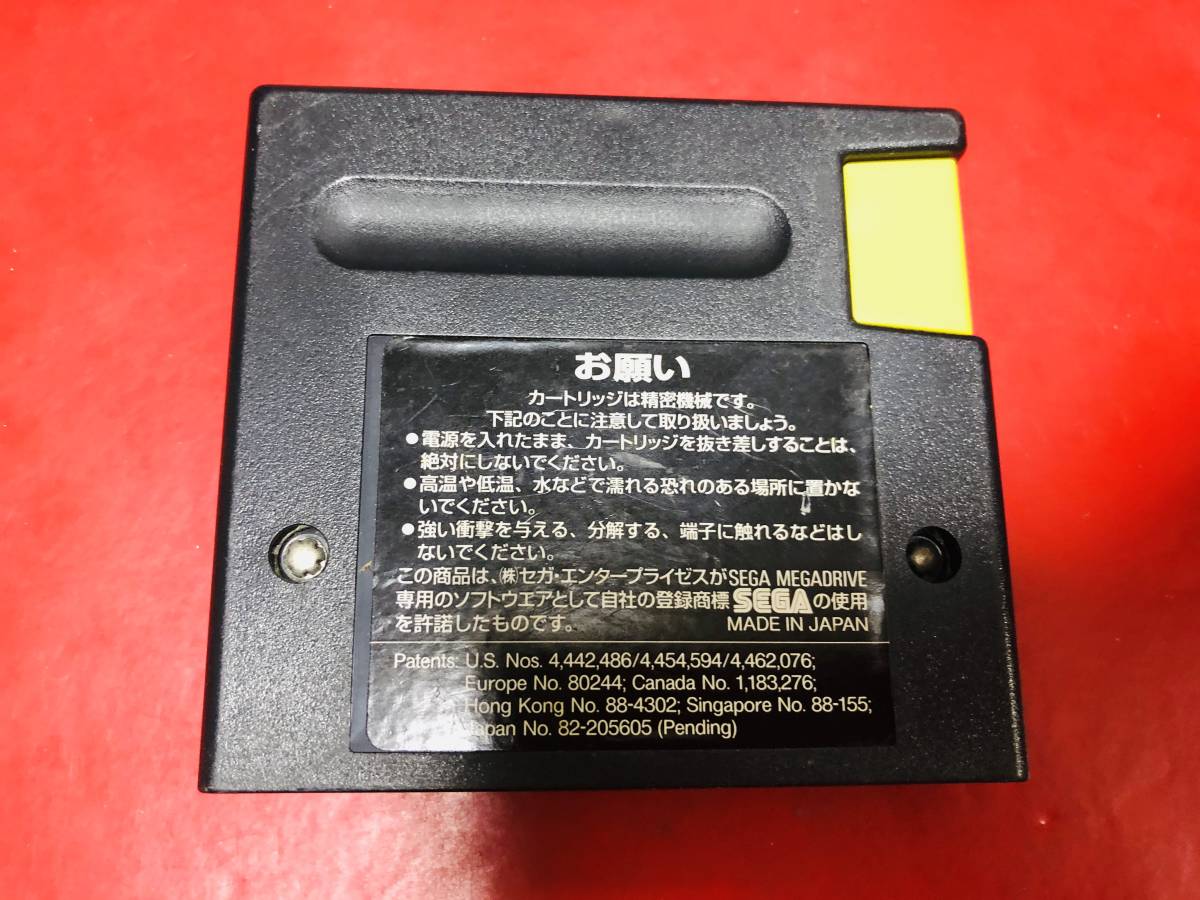 お願い
カートリッジは精密機械です。
下記のことに注意して取り扱いましょう。
●電源を入れたまま、カートリッジを抜き差しすることは、
絶対にしないでください。
●高温や低温、水などで濡れる恐れのある場所に置かな
いでください。
●強い衝撃を与える、分解する、端子に触れるなどはし
ないでください。
この商品は、㈱セガ・エンタープライゼスがSEGA MEGADRIVE
専用のソフトウエアとして自社の登録商標 SEGA の使用
を許諾したものです。 MADE IN JAPAN
Patents: U.S. Nos. 4,442,486/4,454,594/4,462,076;
Europe No. 80244; Canada No. 1,183,276;
Hong Kong No. 88-4302; Singapore No. 88-155;
Japan No. 82-205605 (Pending)